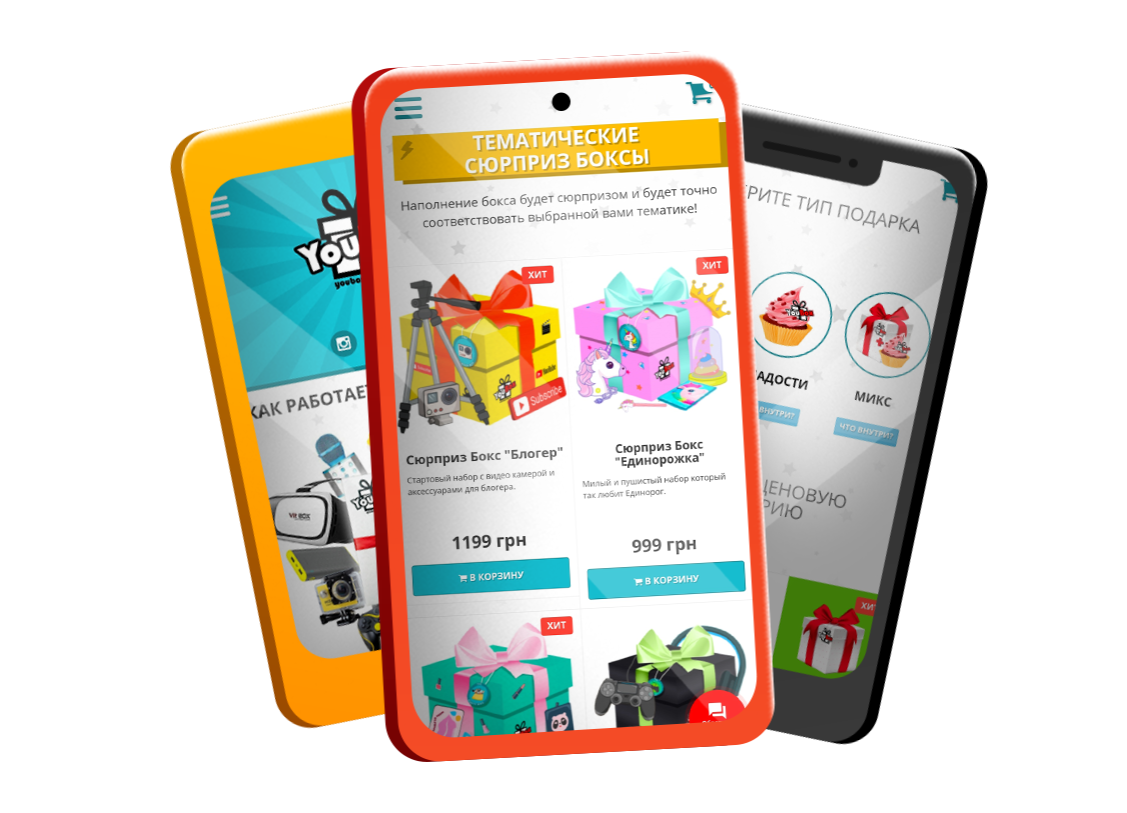 ТЕМАТИЧЕСКИЕ
СЮРПРИЗ БОКСЫ
Наполнение бокса будет сюрпризом и будет точно
соответствовать выбранной вами тематике!
ХИТ
ХИТ
YouBox
Subscribe
Сюрприз Бокс "Блогер"
Стартовый набор с видео камерой и
аксессуарами для блогера.
1199 грн
В КОРЗИНУ
Сюрприз Бокс
"Единорожка"
Милый и пушистый набор который
так любит Единорог.
999 грн
В КОРЗИНУ
ХИТ
You
youbo
КАК РАБОТАЕТ
VR BOX
РИТЕ ТИП ПОДАРКА
АДОСТИ
ВНУТРИ?
МИКС
ЧТО ВНУТРИ?
ЦЕНОВУЮ
РИЮ
ХИТ